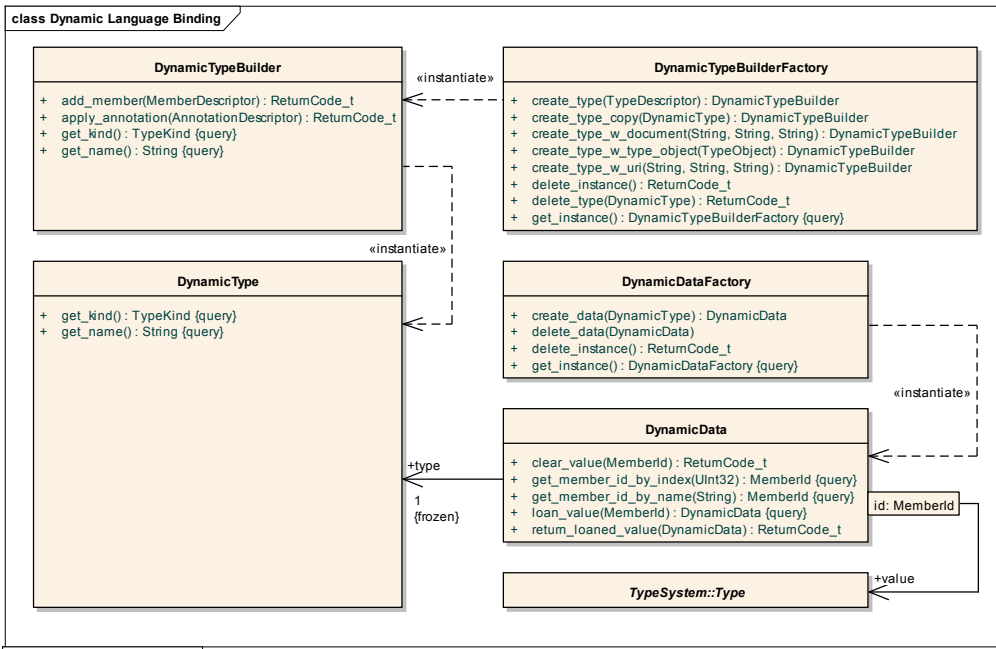 class Dynamic Language Binding
DynamicTypeBuilder
+ add_member(MemberDescriptor) : ReturnCode_t
+ apply_annotation(AnnotationDescriptor) : ReturnCode_t
+ get_kind() : TypeKind {query}
+ get_name() : String {query}
«instantiate»
DynamicTypeBuilderFactory
+ create_type(TypeDescriptor) : DynamicTypeBuilder
+ create_type_copy(DynamicType) : DynamicTypeBuilder
+ create_type_w_document(String, String, String) : DynamicTypeBuilder
+ create_type_w_type_object(TypeObject) : DynamicTypeBuilder
+ create_type_w_uri(String, String, String) : DynamicTypeBuilder
+ delete_instance() : ReturnCode_t
+ delete_type(DynamicType) : ReturnCode_t
+ get_instance() : DynamicTypeBuilderFactory {query}
«instantiate»
DynamicType
+ get_kind() : TypeKind {query}
+ get_name() : String {query}
DynamicDataFactory
+ create_data(DynamicType) : DynamicData
+ delete_data(DynamicData)
+ delete_instance() : ReturnCode_t
+ get_instance() : DynamicDataFactory {query}
«instantiate»
DynamicData
+ clear_value(MemberId) : ReturnCode_t
+ get_member_id_by_index(UInt32) : MemberId {query}
+ get_member_id_by_name(String) : MemberId {query}
+ loan_value(MemberId) : DynamicData {query}
+ return_loaned_value(DynamicData) : ReturnCode_t
+type
1
{frozen}
id: MemberId
+value
TypeSystem::Type